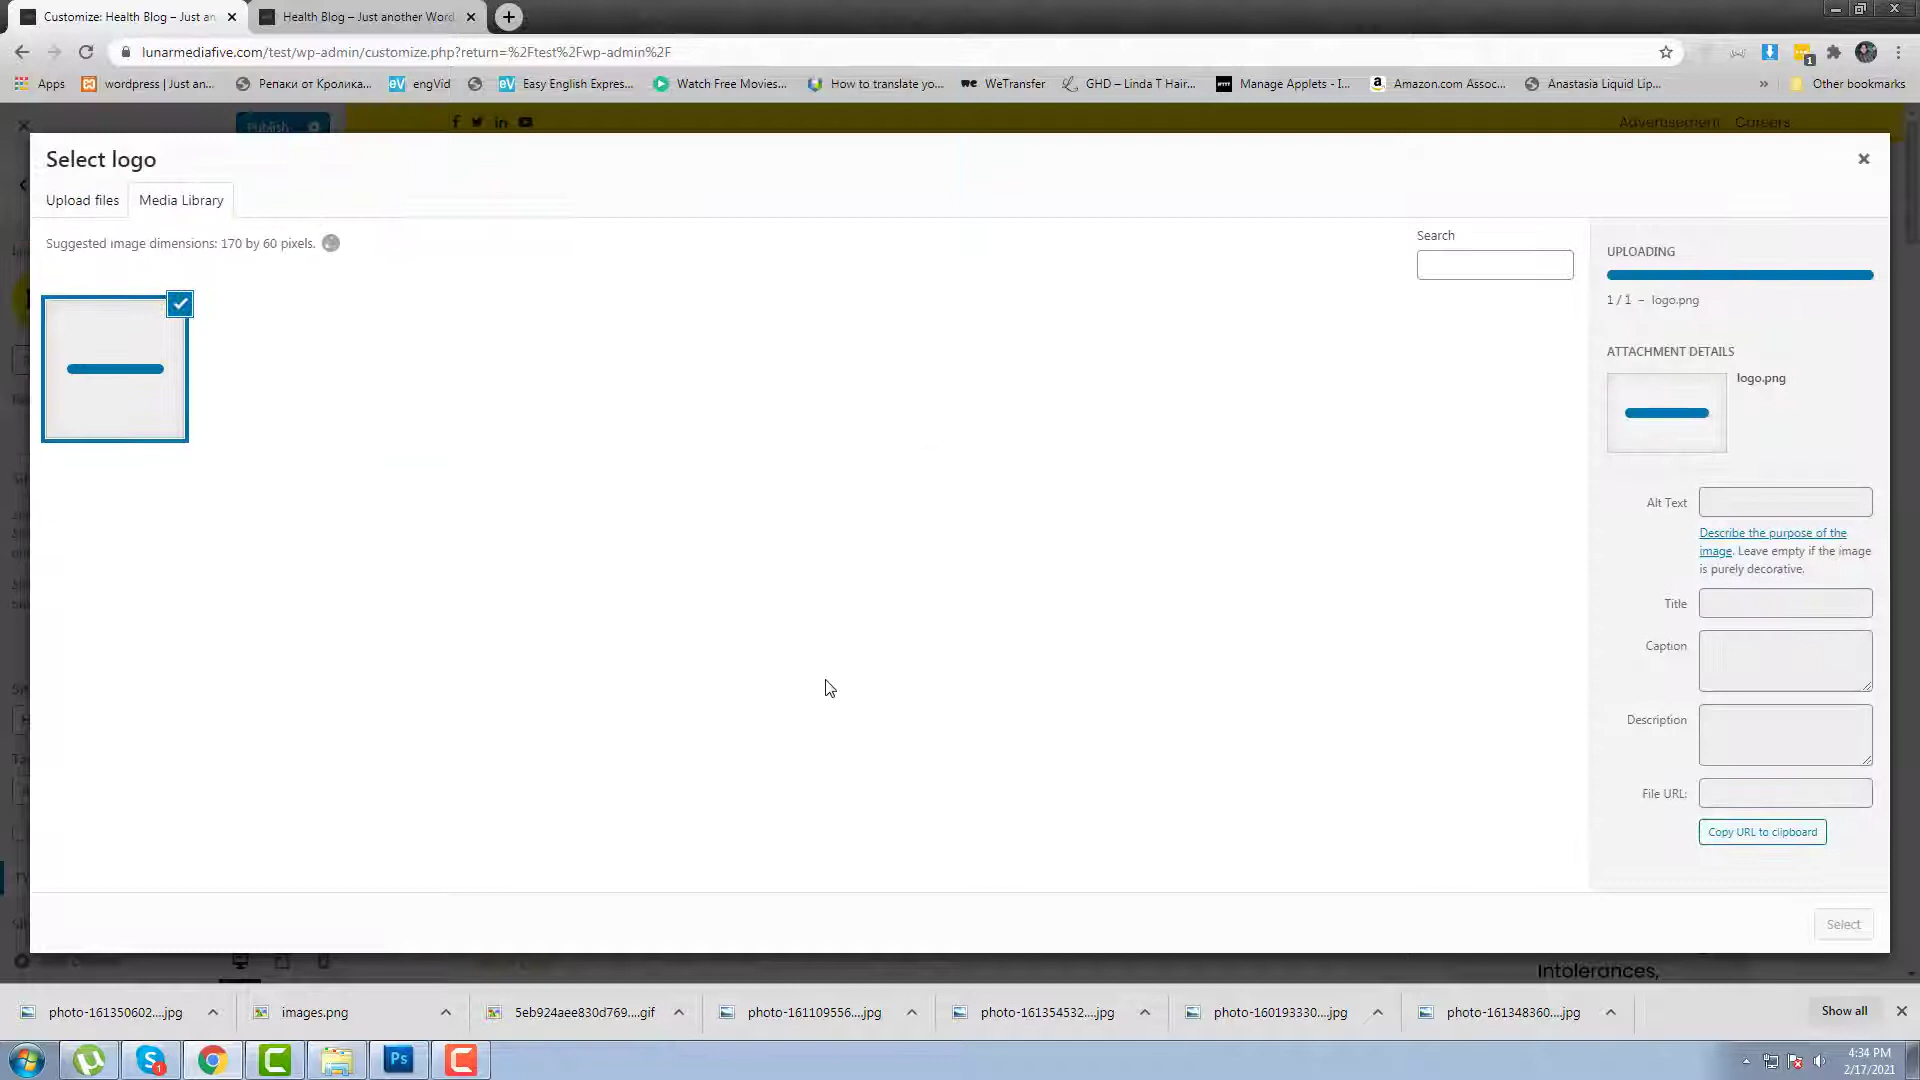 Customize: Health Blog – Just an
Health Blog – Just another Word
lunarmediafive.com/test/wp-admin/customize.php?return=%2Ftest%2Fwp-admin%2F
Apps
wordpress | Just an...
Репаки от Кролика...
engVid
Easy English Expres...
Watch Free Movies...
How to translate yo...
WeTransfer
GHD – Linda T Hair...
Manage Applets - I...
Amazon.com Assoc...
Anastasia Liquid Lip...
Other bookmarks
Publish
Advertisement Careers
Select logo
Upload files
Media Library
Suggested image dimensions: 170 by 60 pixels.
Search
UPLOADING
1 / 1 – logo.png
ATTACHMENT DETAILS
logo.png
Alt Text
Describe the purpose of the
image. Leave empty if the image
is purely decorative.
Title
Caption
Description
File URL:
Copy URL to clipboard
Select
Intolerances,
photo-161350602....jpg
images.png
5eb924aee830d769....gif
photo-161109556....jpg
photo-161354532....jpg
photo-160193330....jpg
photo-161348360....jpg
Show all
4:34 PM
2/17/2021